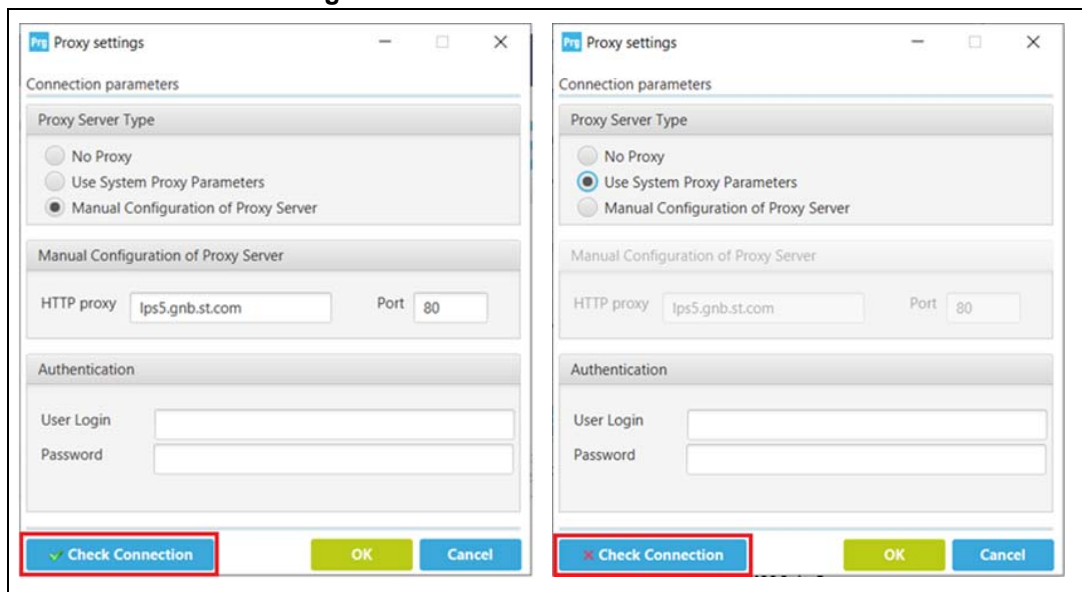 Prg Proxy settings
Connection parameters
Proxy Server Type
No Proxy
Use System Proxy Parameters
Manual Configuration of Proxy Server
Manual Configuration of Proxy Server
HTTP proxy lps5.gnb.st.com Port 80
Authentication
User Login
Password
Check Connection OK Cancel
Prg Proxy settings
Connection parameters
Proxy Server Type
No Proxy
Use System Proxy Parameters
Manual Configuration of Proxy Server
Manual Configuration of Proxy Server
HTTP proxy lps5.gnb.st.com Port 80
Authentication
User Login
Password
Check Connection OK Cancel